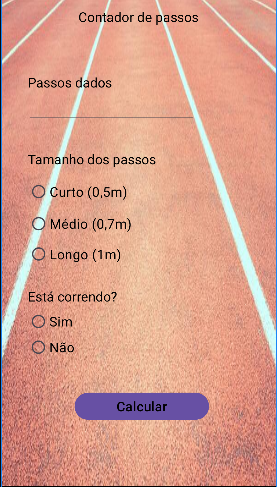 Contador de passos
Passos dados
Tamanho dos passos
Curto (0,5m)
Médio (0,7m)
Longo (1m)
Está correndo?
Sim
Não
Calcular